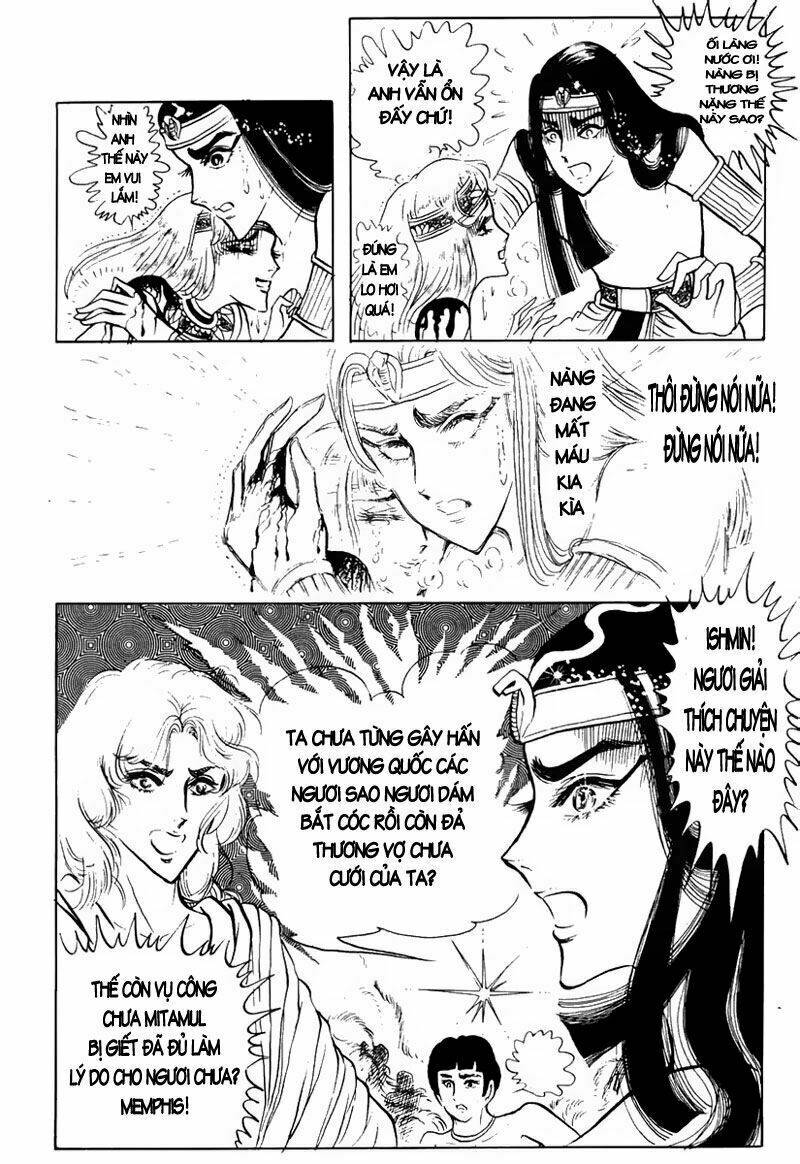 ỐI LÀNG
NƯỚC ƠI!
NÀNG BỊ
THƯƠNG
NẶNG THẾ
NÀY SAO?
VẬY LÀ
ANH VẪN ỔN
ĐẤY CHỨ!
ĐÚNG
LÀ EM
LO HƠI
QUÁ!
NHÌN
ANH
THẾ NÀY
EM VUI
LẮM!
THÔI ĐỪNG NÓI NỮA!
ĐỪNG NÓI NỮA!
NÀNG
ĐANG
MẤT
MÁU
KIA
KÌA
ISHMIN!
NGƯƠI GIẢI
THÍCH CHUYỆN
NÀY THẾ NÀO
ĐÂY?
TA CHƯA TỪNG GÂY HẤN
VỚI VƯƠNG QUỐC CÁC
NGƯƠI SAO NGƯƠI DÁM
BẮT CÓC RỒI CÒN ĐẢ
THƯƠNG VỢ CHƯA
CƯỚI CỦA TA?
THẾ CÒN VỤ CÔNG
CHƯA MITAMUL
BỊ GIẾT ĐÃ ĐỦ LÀM
LÝ DO CHO NGƯƠI CHƯA?
MEMPHIS!